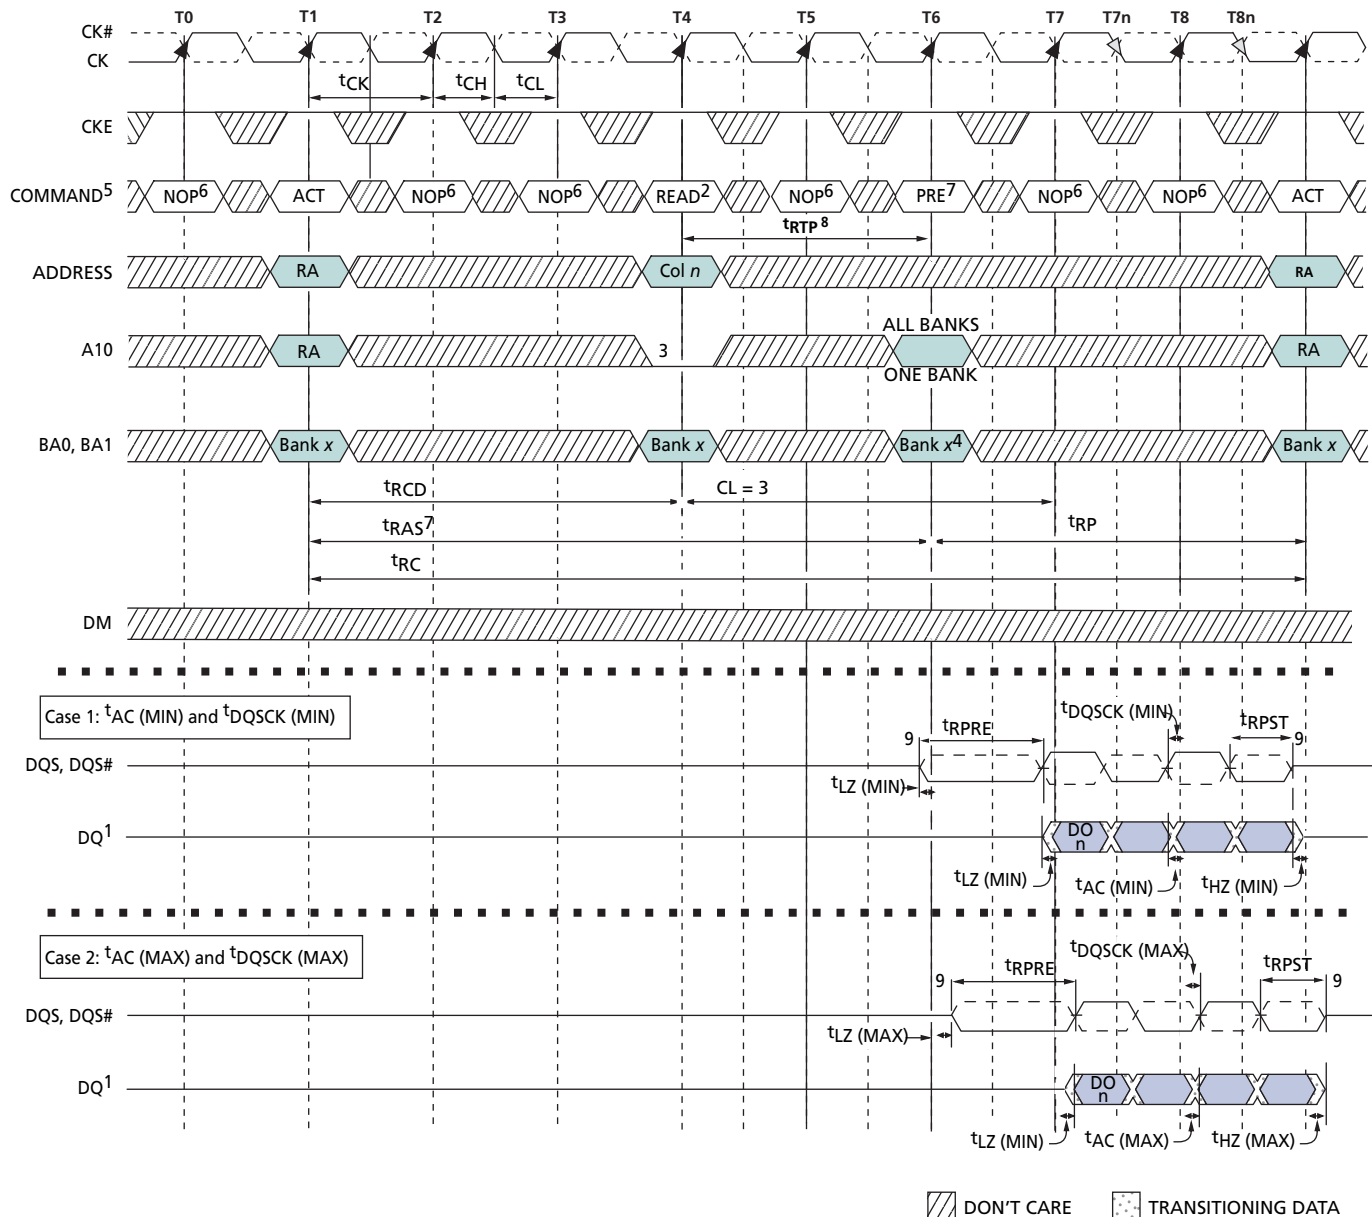 T0 T1 T2 T3 T4 T5 T6 T7 T7n T8 T8n
CK#
CK
tCK tCH tCL
CKE
COMMAND5 NOP6 ACT NOP6 NOP6 READ2 NOP6 PRE7 NOP6 NOP6 ACT
tRTP8
ADDRESS RA Col n RA
ALL BANKS
A10 RA 3 RA
ONE BANK
BA0, BA1 Bank x Bank x Bank x4 Bank x
tRCD CL = 3
tRAS7 tRP
tRC
DM
Case 1: tAC (MIN) and tDQSCK (MIN)
tDQSCK (MIN)
9 tRPRE tRPST 9
DQS, DQS#
tLZ (MIN)
DQ1 DO n
tLZ (MIN) tAC (MIN) tHZ (MIN)
Case 2: tAC (MAX) and tDQSCK (MAX)
tDQSCK (MAX)
9 tRPRE tRPST 9
DQS, DQS#
tLZ (MAX)
DQ1 DO n
tLZ (MIN) tAC (MAX) tHZ (MAX)
DON'T CARE TRANSITIONING DATA